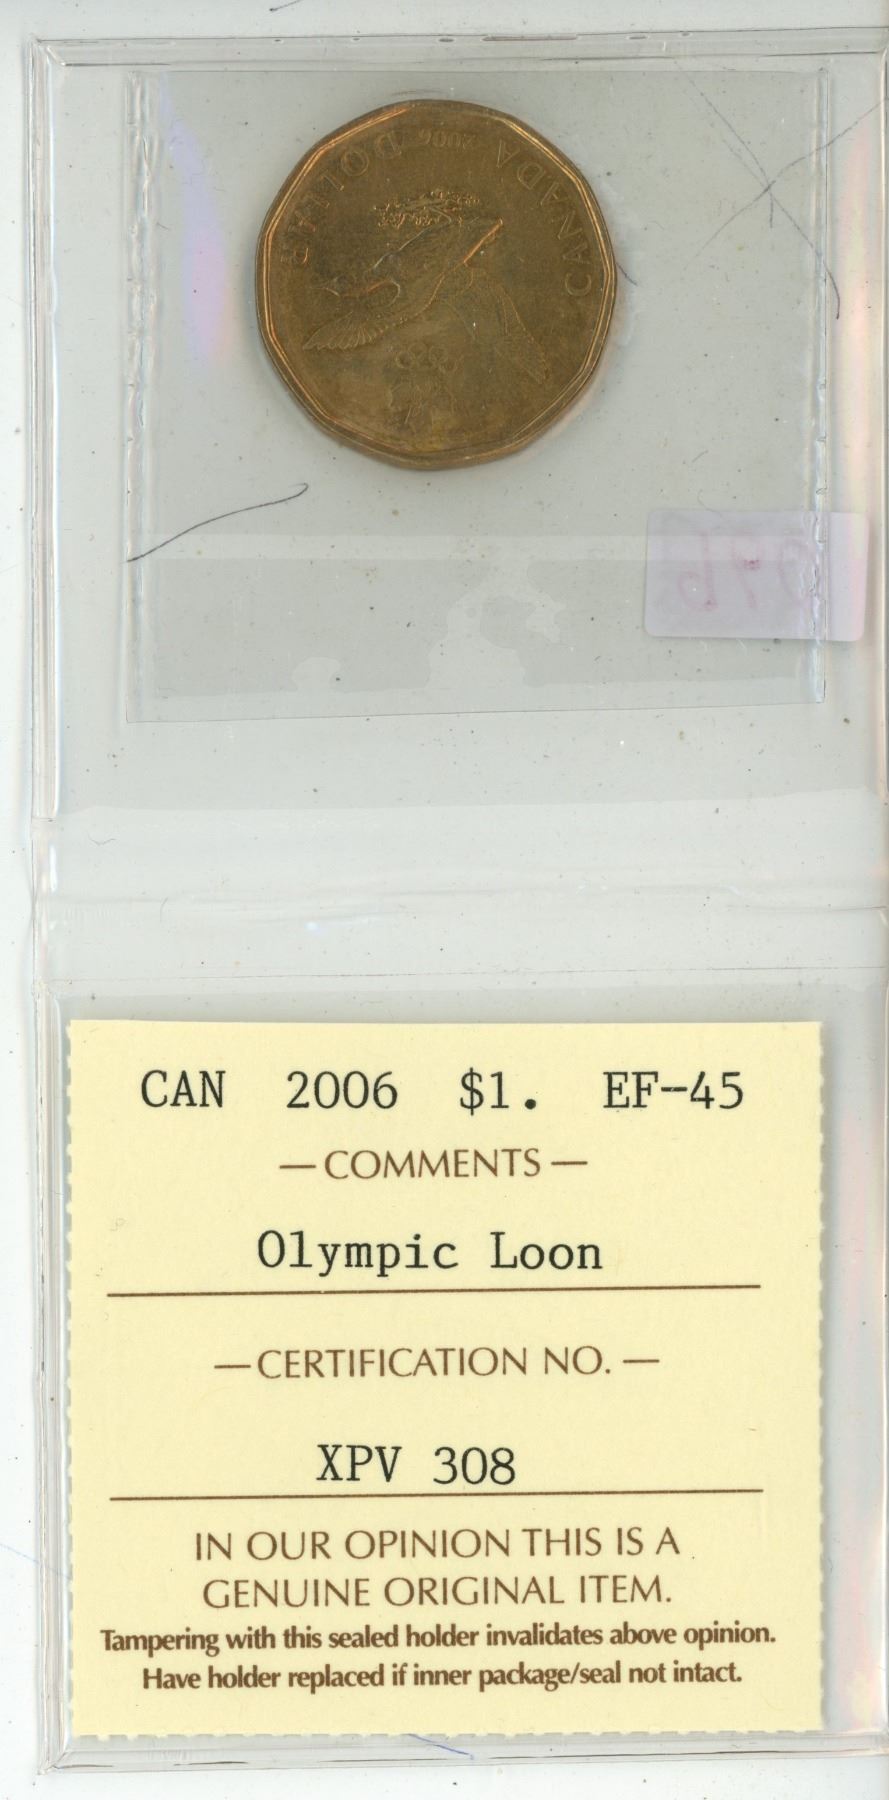 CANADA 2006 DOLLAR
CAN 2006 $1. EF-45
—COMMENTS—
Olympic Loon
—CERTIFICATION NO.—
XPV 308
IN OUR OPINION THIS IS A
GENUINE ORIGINAL ITEM.
Tampering with this sealed holder invalidates above opinion.
Have holder replaced if inner package/seal not intact.